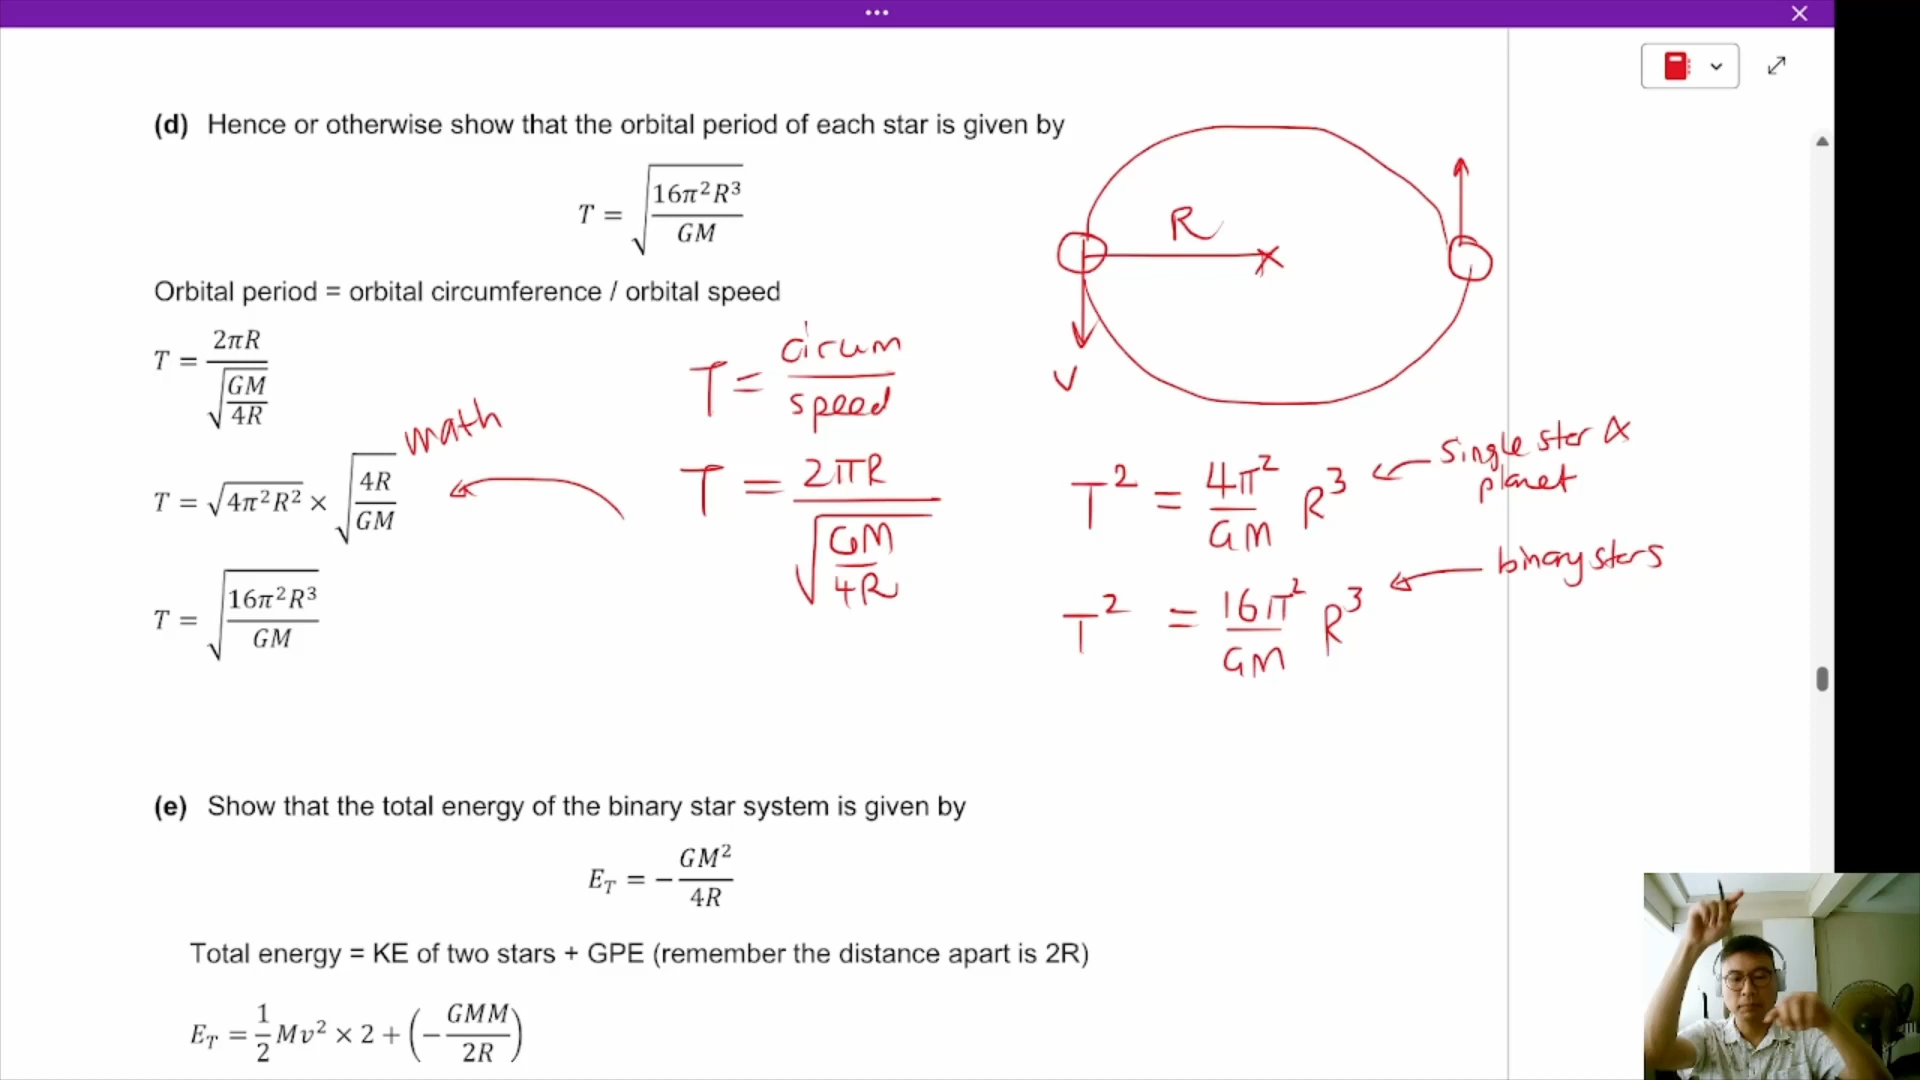 (d) Hence or otherwise show that the orbital period of each star is given by
T = √(16π²R³ / GM)
Orbital period = orbital circumference / orbital speed
T = 2πR / √(GM / 4R)
T = √(4π²R²) × √(4R / GM)
T = √(16π²R³ / GM)
math
T = circum / speed
T = 2πR / √(GM / 4R)
R
V
T² = 4π² / GM R³
single star & planet
T² = 16π² / GM R³
binary stars
(e) Show that the total energy of the binary star system is given by
E_T = − GM² / 4R
Total energy = KE of two stars + GPE (remember the distance apart is 2R)
E_T = 1/2 Mv² × 2 + (− GMM / 2R)